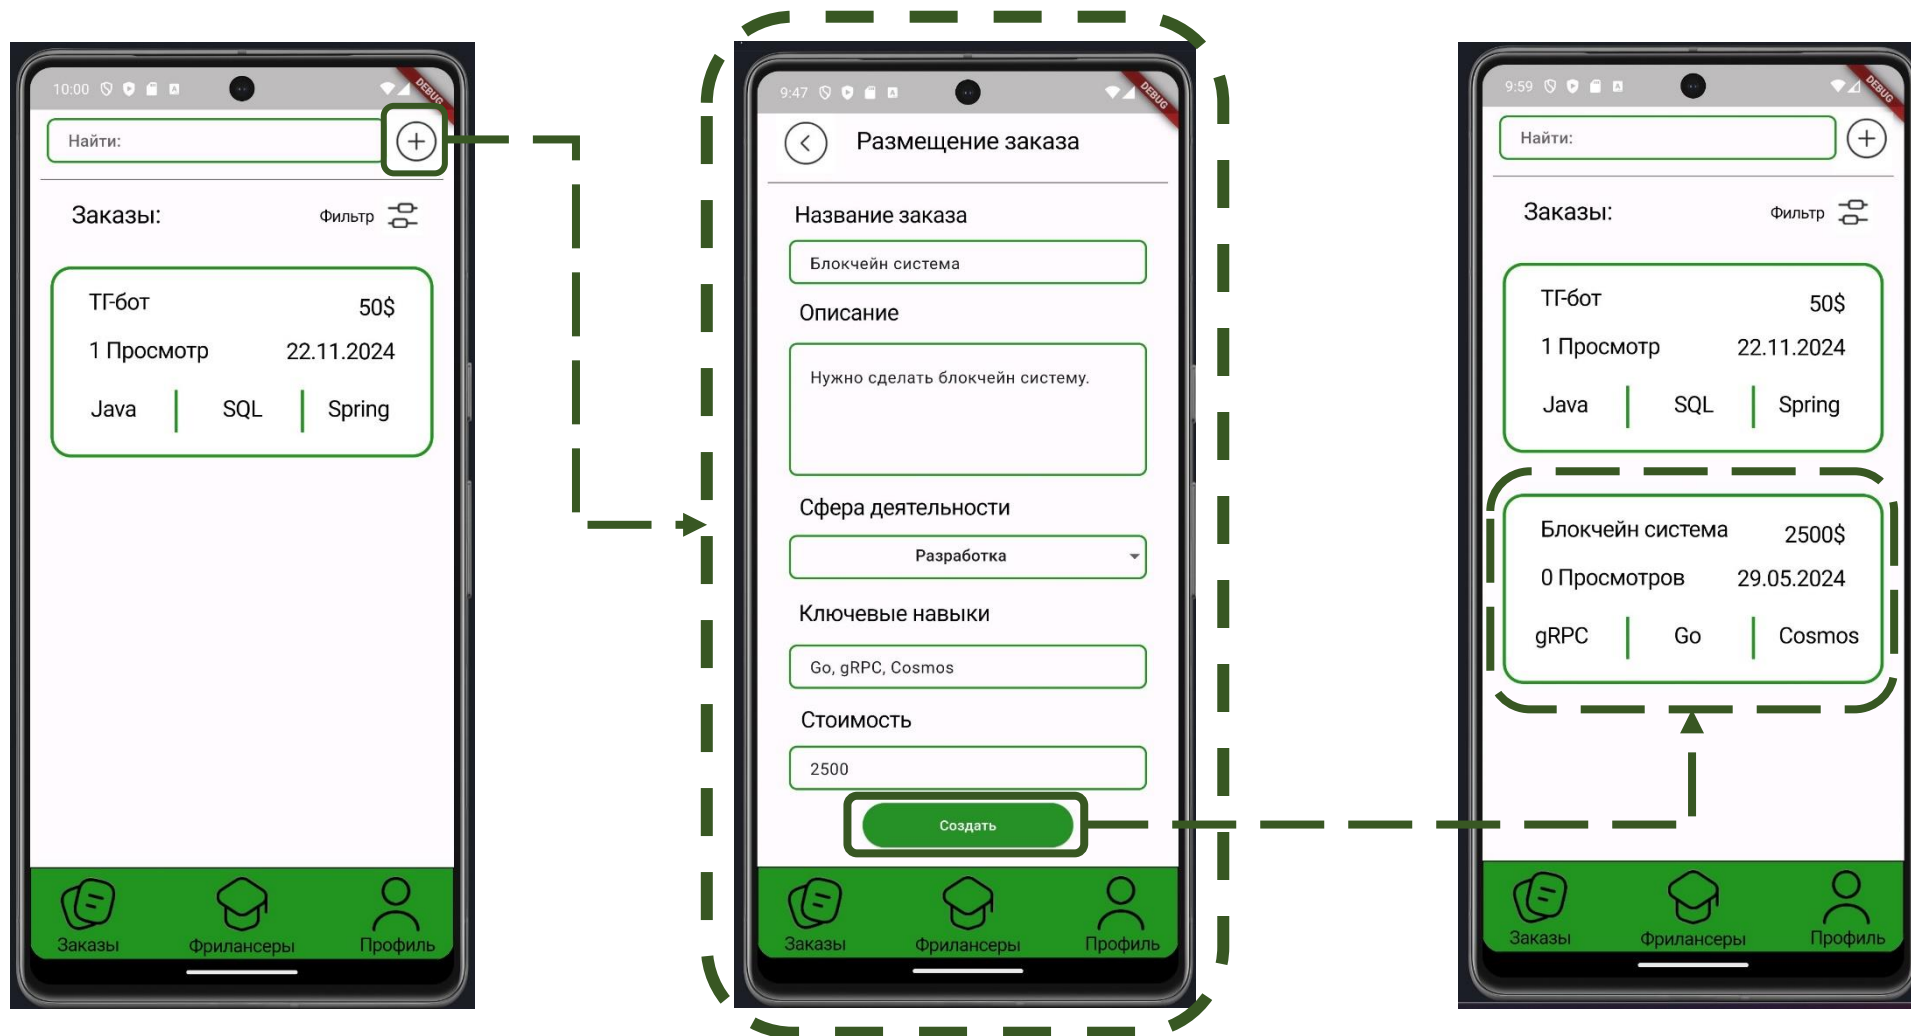 10:00
DEBUG
Найти:
Заказы:
Фильтр
ТГ-бот 50$
1 Просмотр 22.11.2024
Java SQL Spring
Заказы Фрилансеры Профиль
9:47
DEBUG
Размещение заказа
Название заказа
Блокчейн система
Описание
Нужно сделать блокчейн систему.
Сфера деятельности
Разработка
Ключевые навыки
Go, gRPC, Cosmos
Стоимость
2500
Создать
Заказы Фрилансеры Профиль
9:59
DEBUG
Найти:
Заказы:
Фильтр
ТГ-бот 50$
1 Просмотр 22.11.2024
Java SQL Spring
Блокчейн система 2500$
0 Просмотров 29.05.2024
gRPC Go Cosmos
Заказы Фрилансеры Профиль